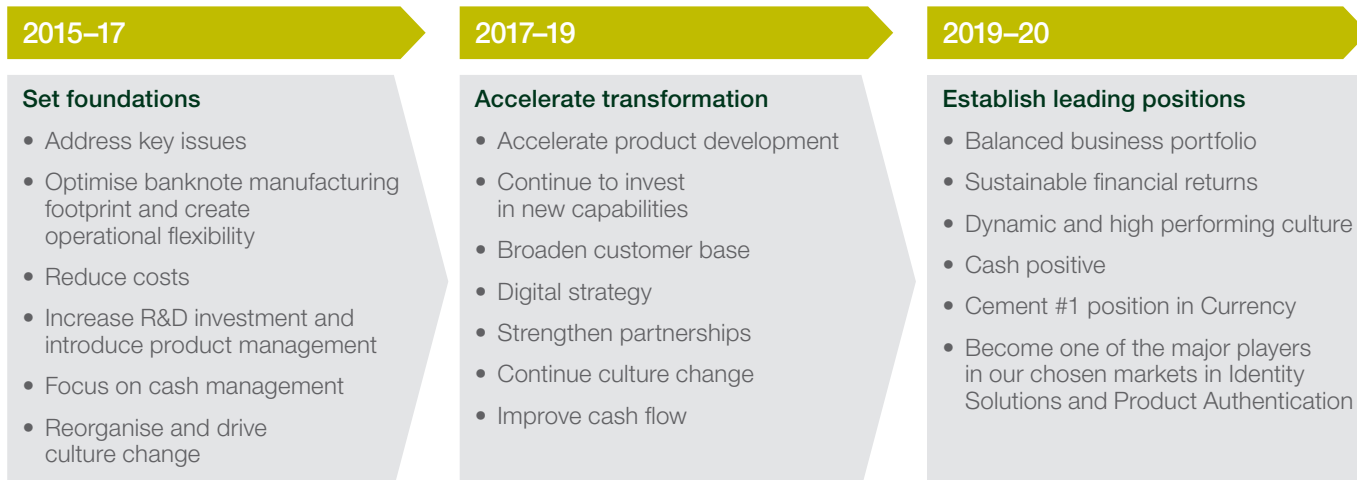 2015–17
Set foundations
• Address key issues
• Optimise banknote manufacturing
footprint and create
operational flexibility
• Reduce costs
• Increase R&D investment and
introduce product management
• Focus on cash management
• Reorganise and drive
culture change
2017–19
Accelerate transformation
• Accelerate product development
• Continue to invest
in new capabilities
• Broaden customer base
• Digital strategy
• Strengthen partnerships
• Continue culture change
• Improve cash flow
2019–20
Establish leading positions
• Balanced business portfolio
• Sustainable financial returns
• Dynamic and high performing culture
• Cash positive
• Cement #1 position in Currency
• Become one of the major players
in our chosen markets in Identity
Solutions and Product Authentication